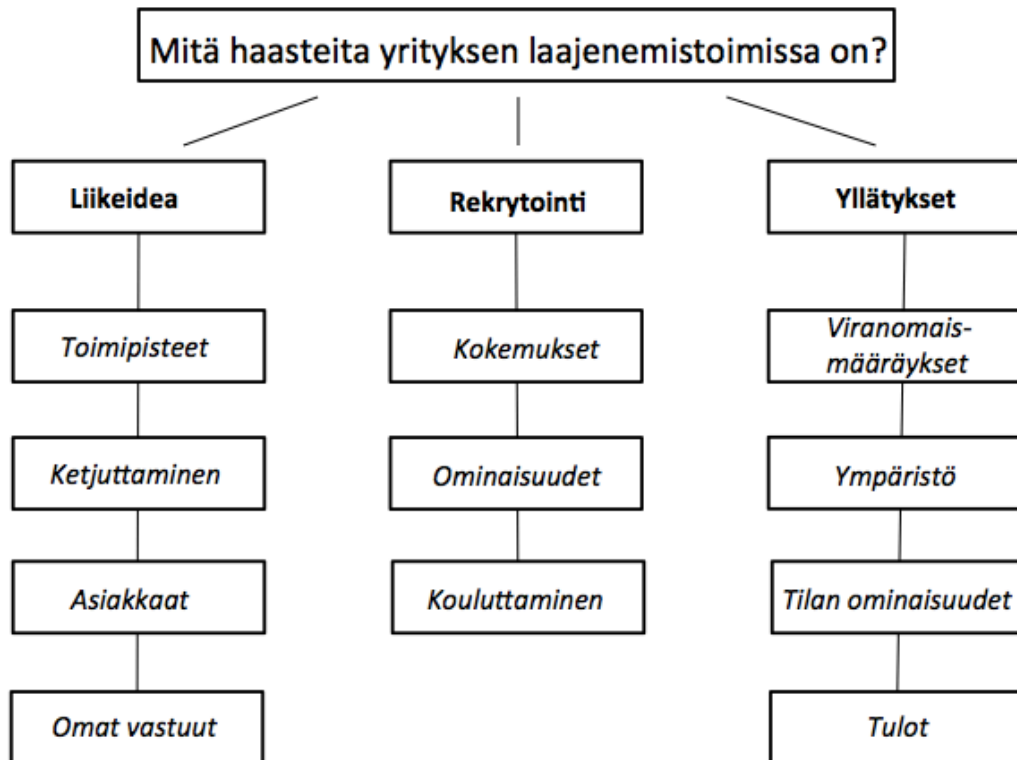 Mitä haasteita yrityksen laajenemistoimissa on?
Liikeidea
Rekrytointi
Yllätykset
Toimipisteet
Kokemukset
Viranomais-
määräykset
Ketjuttaminen
Ominaisuudet
Ympäristö
Asiakkaat
Kouluttaminen
Tilan ominaisuudet
Omat vastuut
Tulot